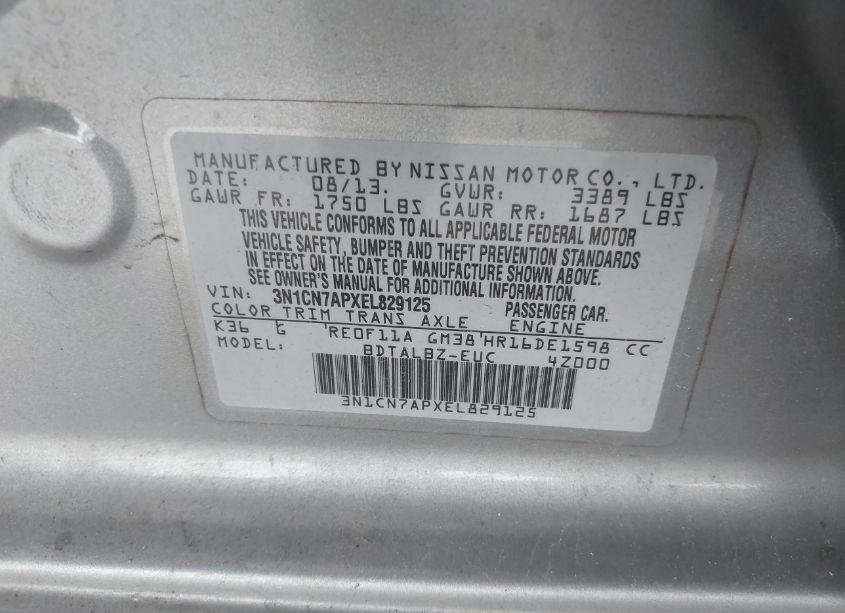 MANUFACTURED BY NISSAN MOTOR CO., LTD.
DATE: 08/13. GVWR: 3389 LBS
GAWR FR: 1750 LBS GAWR RR: 1687 LBS
THIS VEHICLE CONFORMS TO ALL APPLICABLE FEDERAL MOTOR
VEHICLE SAFETY, BUMPER AND THEFT PREVENTION STANDARDS
IN EFFECT ON THE DATE OF MANUFACTURE SHOWN ABOVE.
SEE OWNER'S MANUAL FOR ADDITIONAL INFORMATION.
VIN: 3N1CN7APXEL829125 PASSENGER CAR.
COLOR TRIM TRANS AXLE ENGINE
K36 G RE0F11A GM38 HR16DE1598 CC
MODEL: BDTALBZ-EUC 4Z000
3N1CN7APXEL829125